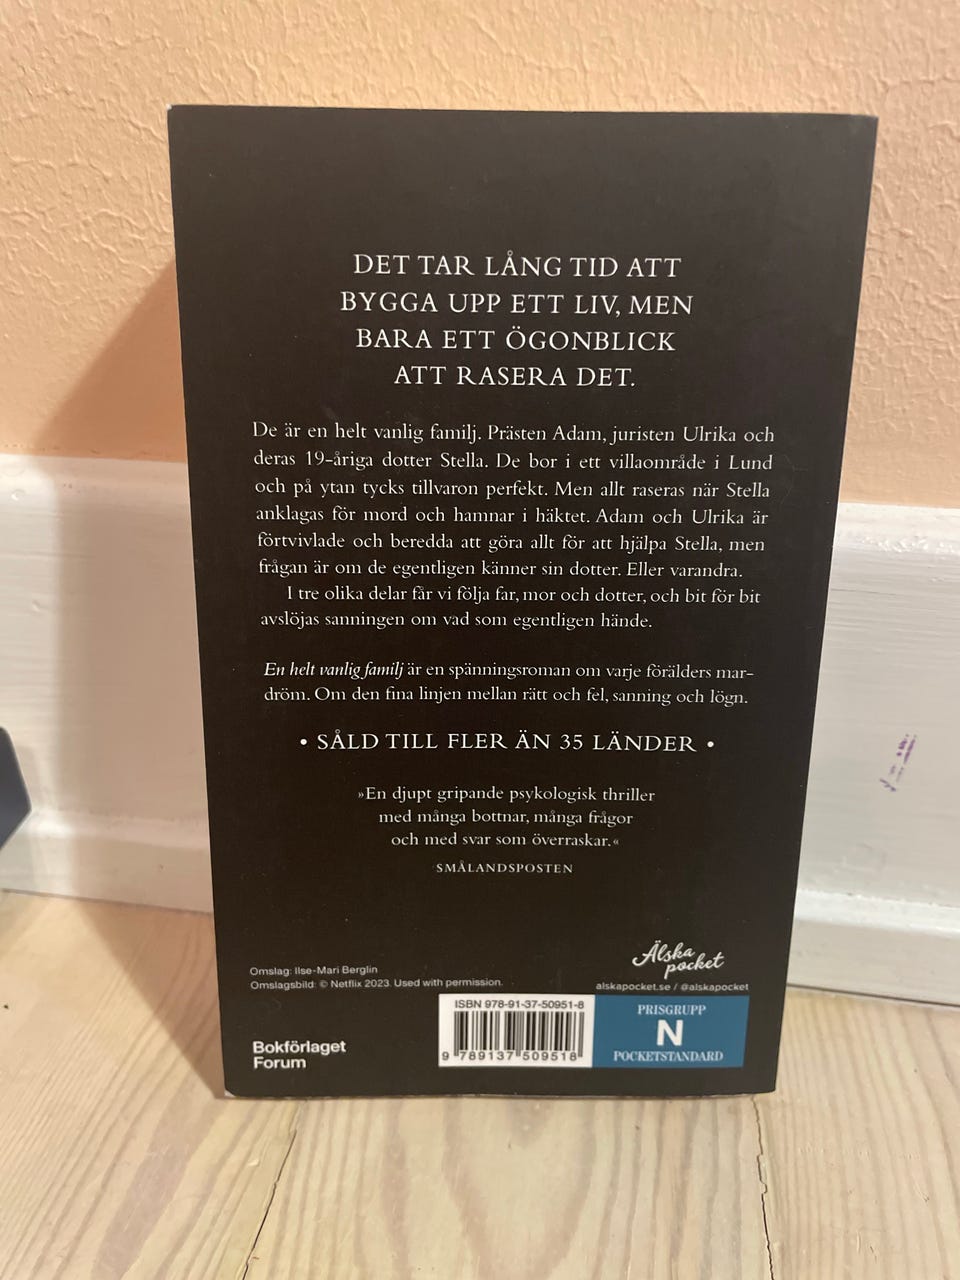 DET TAR LÅNG TID ATT
BYGGA UPP ETT LIV, MEN
BARA ETT ÖGONBLICK
ATT RASERA DET.
De är en helt vanlig familj. Prästen Adam, juristen Ulrika och
deras 19-åriga dotter Stella. De bor i ett villaområde i Lund
och på ytan tycks tillvaron perfekt. Men allt raseras när Stella
anklagas för mord och hamnar i häktet. Adam och Ulrika är
förtvivlade och beredda att göra allt för att hjälpa Stella, men
frågan är om de egentligen känner sin dotter. Eller varandra.
I tre olika delar får vi följa far, mor och dotter, och bit för bit
avslöjas sanningen om vad som egentligen hände.
En helt vanlig familj är en spänningsroman om varje förälders mar-
dröm. Om den fina linjen mellan rätt och fel, sanning och lögn.
• SÅLD TILL FLER ÄN 35 LÄNDER •
»En djupt gripande psykologisk thriller
med många bottnar, många frågor
och med svar som överraskar.«
SMÅLANDSPOSTEN
Älska
pocket
alskapocket.se / @alskapocket
Omslag: Ilse-Mari Berglin
Omslagsbild: © Netflix 2023. Used with permission.
Bokförlaget
Forum
ISBN 978-91-37-50951-8
9 789137 509518
PRISGRUPP
N
POCKETSTANDARD